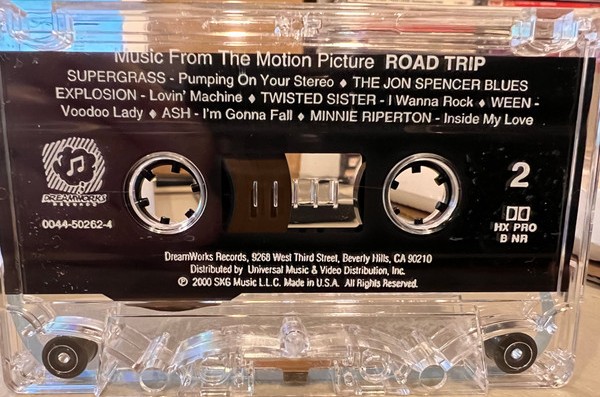 Music From The Motion Picture ROAD TRIP
SUPERGRASS - Pumping On Your Stereo ♦ THE JON SPENCER BLUES
EXPLOSION - Lovin' Machine ♦ TWISTED SISTER - I Wanna Rock ♦ WEEN -
Voodoo Lady ♦ ASH - I'm Gonna Fall ♦ MINNIE RIPERTON - Inside My Love
DREAMWORKS
RECORDS
0044-50262-4
2
HX PRO
B NR
DreamWorks Records, 9268 West Third Street, Beverly Hills, CA 90210
Distributed by Universal Music & Video Distribution, Inc.
℗ 2000 SKG Music L.L.C. Made in U.S.A. All Rights Reserved.